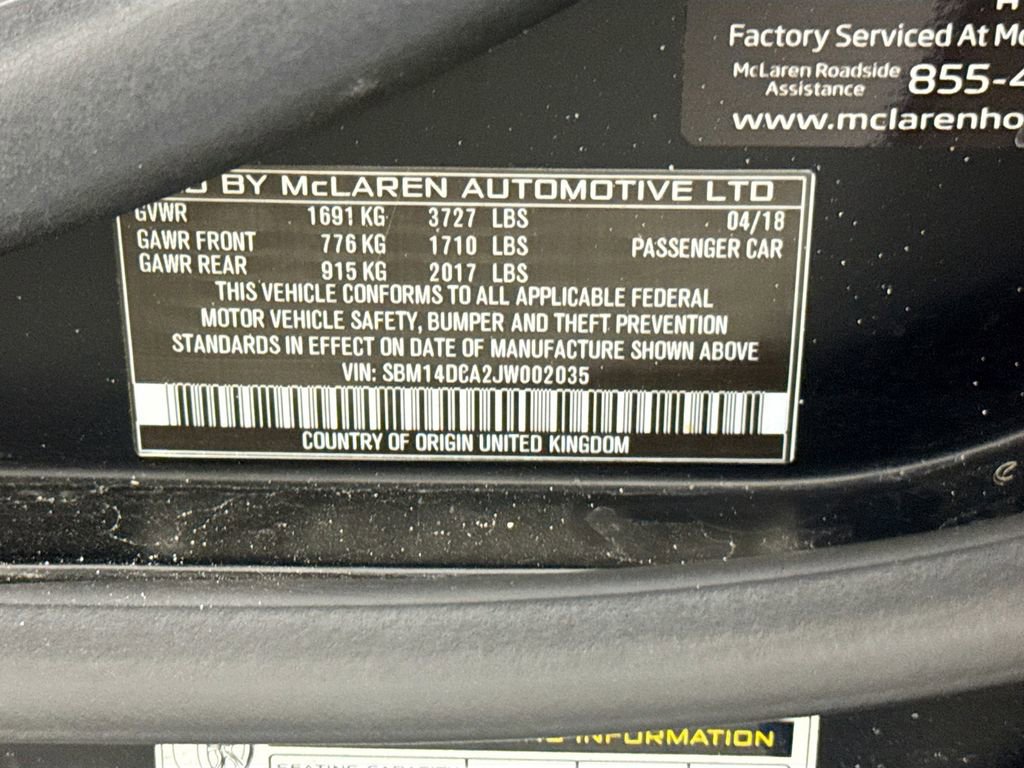 Factory Serviced At
McLaren Roadside
Assistance
855-4
www.mclarenho
BY McLAREN AUTOMOTIVE LTD
GVWR 1691 KG 3727 LBS 04/18
GAWR FRONT 776 KG 1710 LBS PASSENGER CAR
GAWR REAR 915 KG 2017 LBS
THIS VEHICLE CONFORMS TO ALL APPLICABLE FEDERAL
MOTOR VEHICLE SAFETY, BUMPER AND THEFT PREVENTION
STANDARDS IN EFFECT ON DATE OF MANUFACTURE SHOWN ABOVE
VIN: SBM14DCA2JW002035
COUNTRY OF ORIGIN UNITED KINGDOM
INFORMATION
SEATING CAPACITY